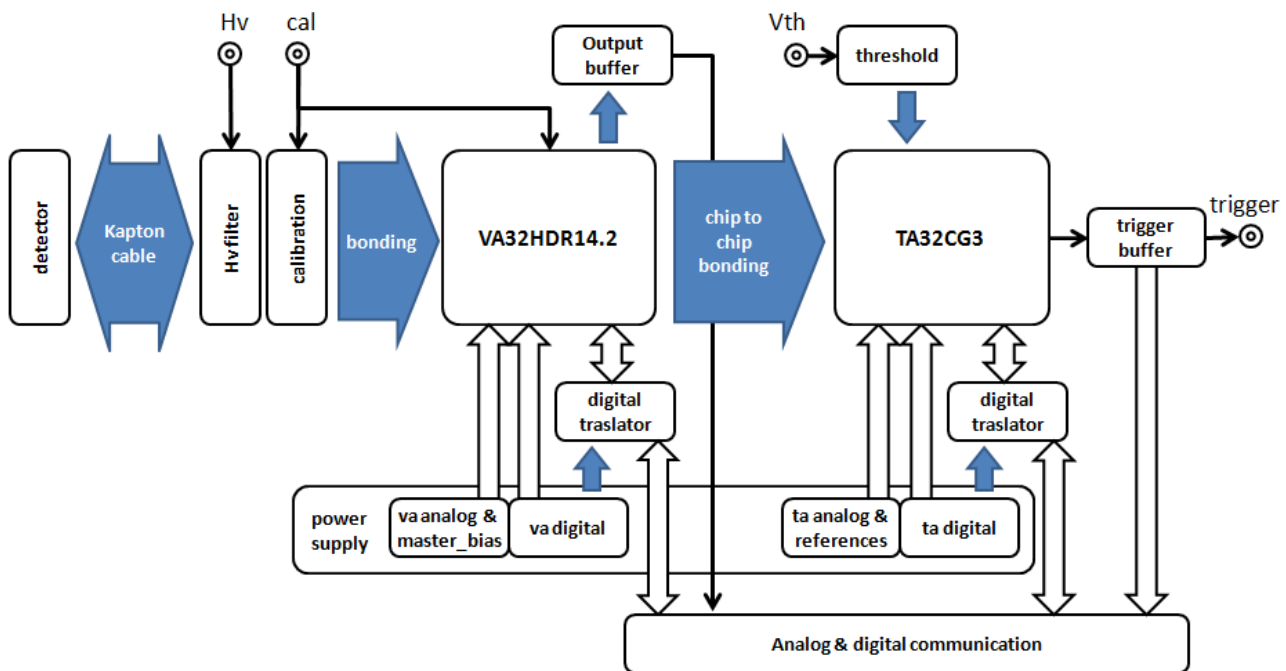 Hv
cal
Vth
Output
buffer
threshold
detector
Kapton
cable
Hv filter
calibration
bonding
VA32HDR14.2
chip to
chip
bonding
TA32CG3
trigger
buffer
trigger
digital
traslator
digital
traslator
power
supply
va analog &
master_bias
va digital
ta analog &
references
ta digital
Analog & digital communication